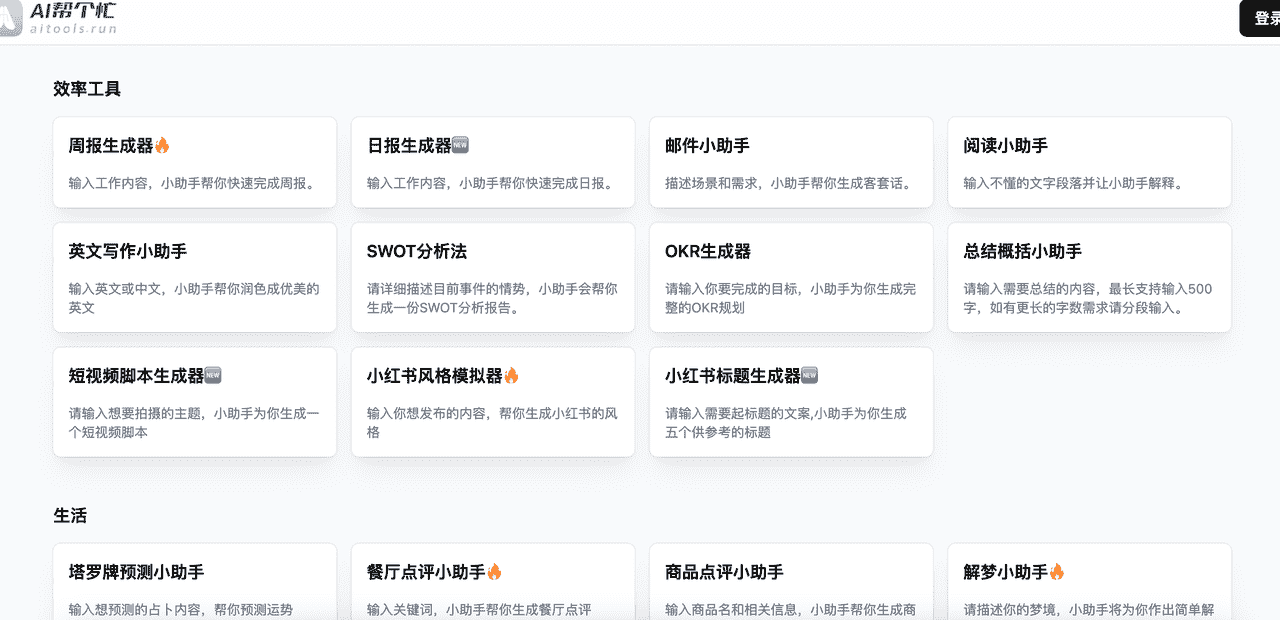 AI帮个忙
aitools.run
登录
效率工具
周报生成器🔥
输入工作内容，小助手帮你快速完成周报。
日报生成器🆕
输入工作内容，小助手帮你快速完成日报。
邮件小助手
描述场景和需求，小助手帮你生成客套话。
阅读小助手
输入不懂的文字段落并让小助手解释。
英文写作小助手
输入英文或中文，小助手帮你润色成优美的
英文
SWOT分析法
请详细描述目前事件的情势，小助手会帮你
生成一份SWOT分析报告。
OKR生成器
请输入你要完成的目标，小助手为你生成完
整的OKR规划
总结概括小助手
请输入需要总结的内容，最长支持输入500
字，如有更长的字数需求请分段输入。
短视频脚本生成器🆕
请输入想要拍摄的主题，小助手为你生成一
个短视频脚本
小红书风格模拟器🔥
输入你想发布的内容，帮你生成小红书的风
格
小红书标题生成器🆕
请输入需要起标题的文案,小助手为你生成
五个供参考的标题
生活
塔罗牌预测小助手
输入想预测的占卜内容，帮你预测运势
餐厅点评小助手🔥
输入关键词，小助手帮你生成餐厅点评
商品点评小助手
输入商品名和相关信息，小助手帮你生成商
解梦小助手🔥
请描述你的梦境，小助手将为你作出简单解